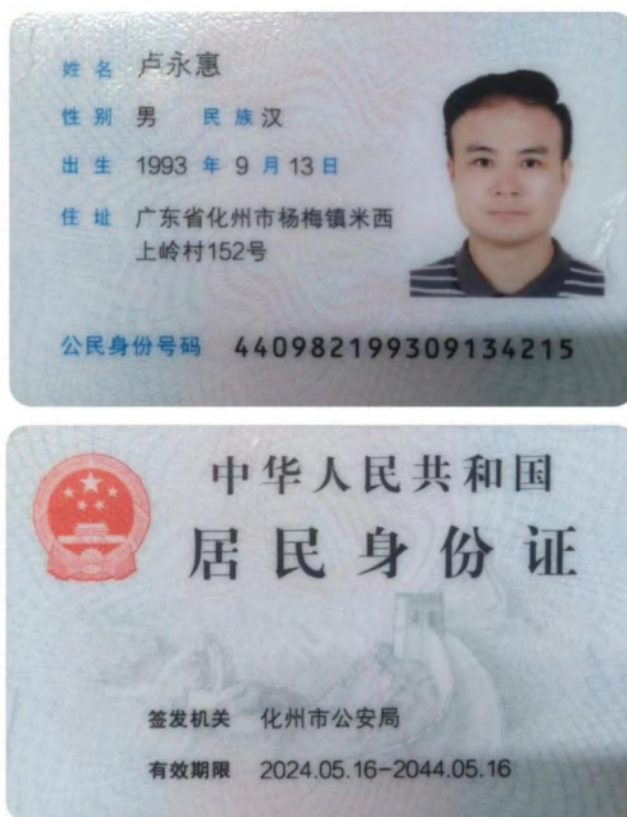 姓名 卢永惠
性别 男 民族 汉
出生 1993 年 9 月 13 日
住址 广东省化州市杨梅镇米西
上岭村152号
公民身份号码 440982199309134215
中华人民共和国
居民身份证
签发机关 化州市公安局
有效期限 2024.05.16-2044.05.16